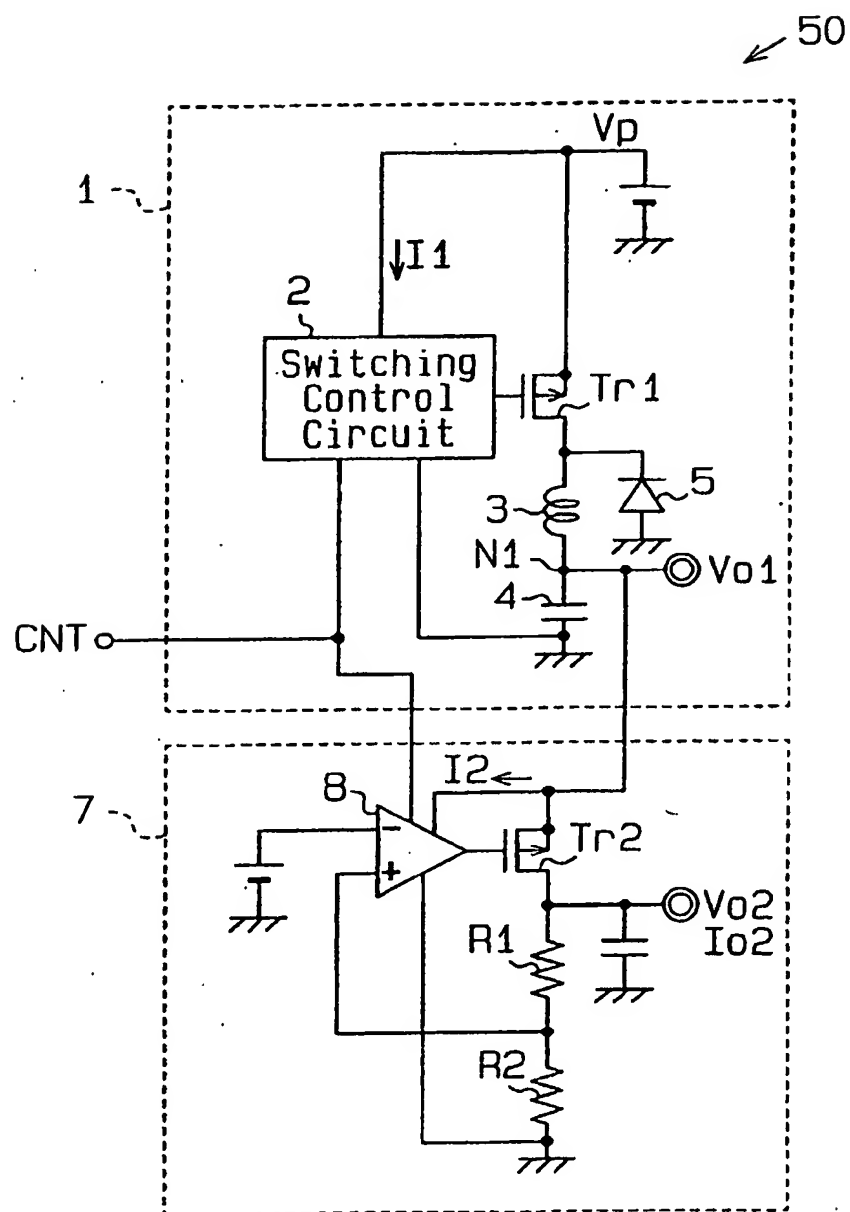 50
Vp
1
I1
2
Switching
Control
Circuit
Tr1
3
5
N1
Vo1
4
CNT
I2
8
7
−
Tr2
+
Vo2
R1
Io2
R2